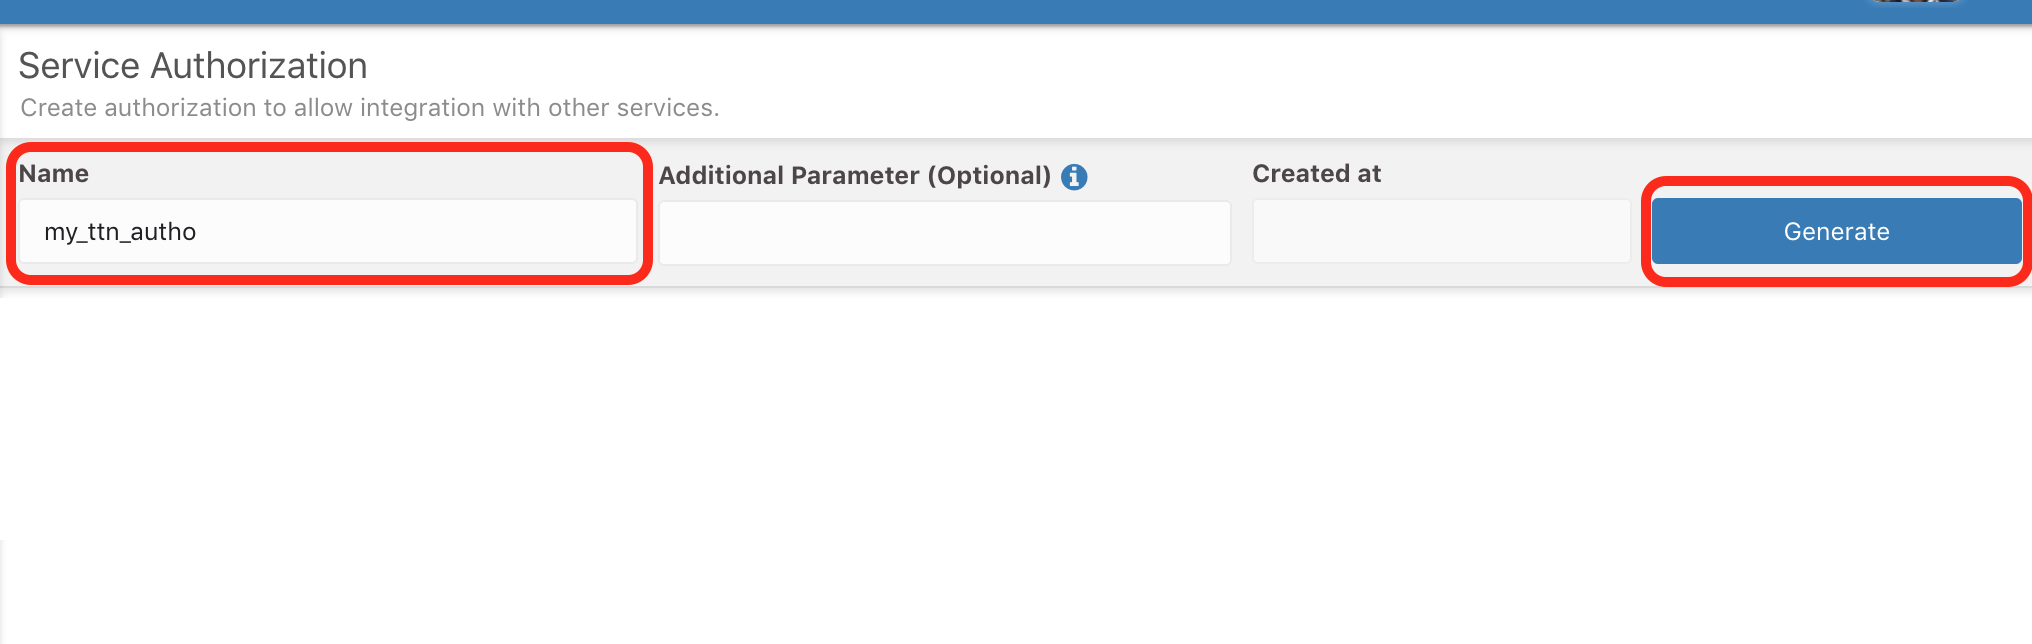 Service Authorization
Create authorization to allow integration with other services.
Name
Additional Parameter (Optional)
Created at
my_ttn_autho
Generate